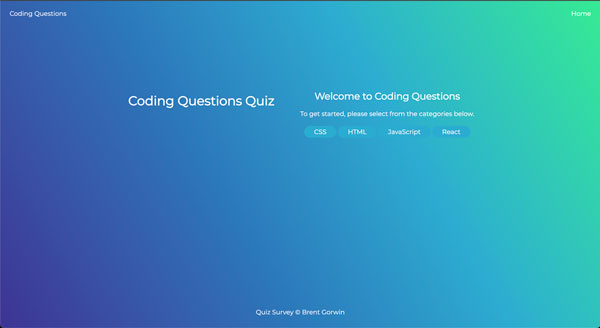 Coding Questions
Home
Coding Questions Quiz
Welcome to Coding Questions
To get started, please select from the categories below.
CSS
HTML
JavaScript
React
Quiz Survey © Brent Gorwin